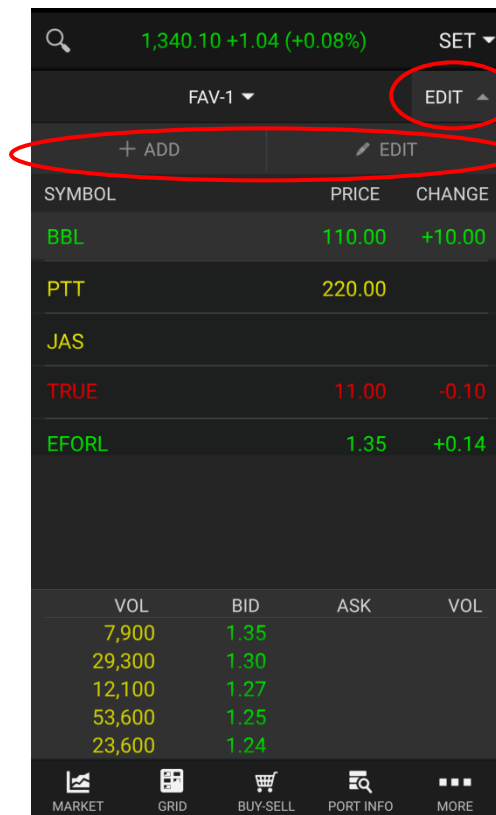 1,340.10 +1.04 (+0.08%) SET
FAV-1 EDIT
+ ADD EDIT
SYMBOL PRICE CHANGE
BBL 110.00 +10.00
PTT 220.00
JAS
TRUE 11.00 -0.10
EFORL 1.35 +0.14
VOL BID ASK VOL
7,900 1.35
29,300 1.30
12,100 1.27
53,600 1.25
23,600 1.24
MARKET GRID BUY-SELL PORT INFO MORE